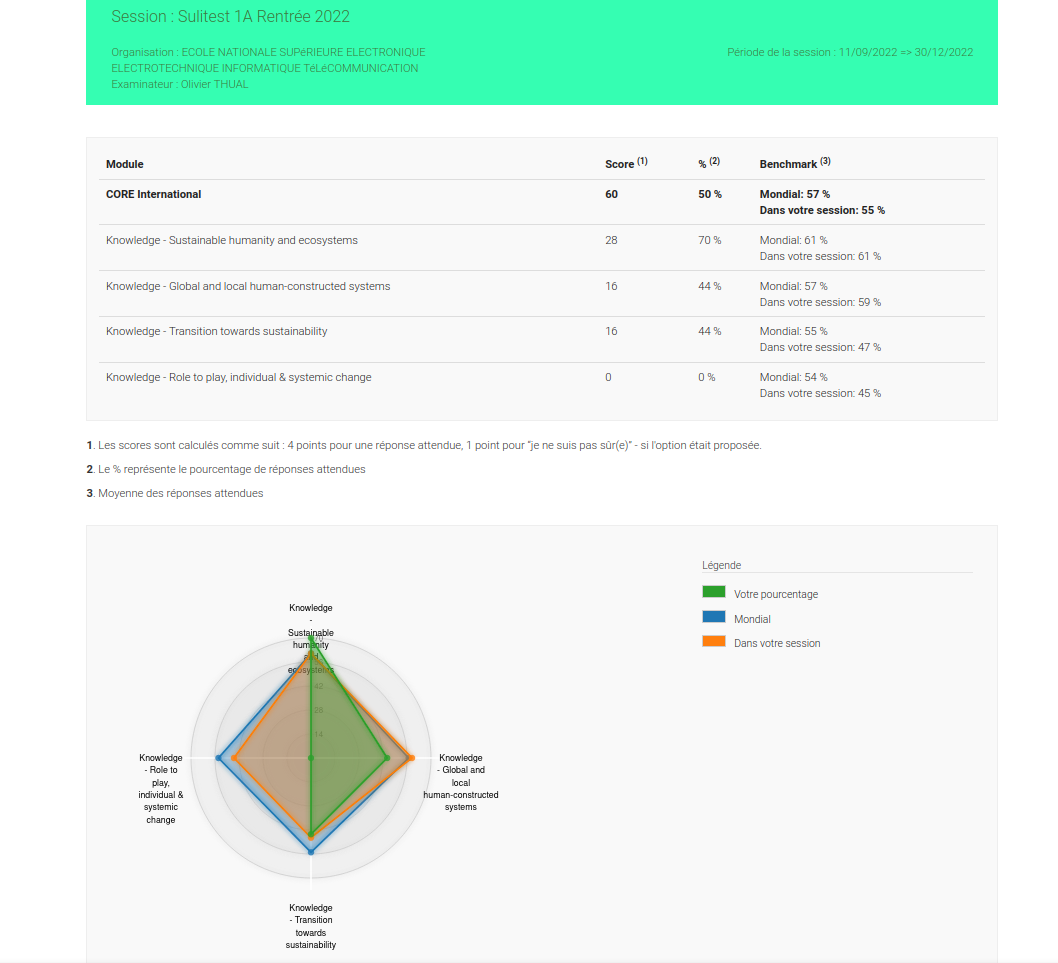 Session : Sulitest 1A Rentrée 2022
Organisation : ECOLE NATIONALE SUPéRIEURE ELECTRONIQUE
ELECTROTECHNIQUE INFORMATIQUE TéLéCOMMUNICATION
Examinateur : Olivier THUAL
Période de la session : 11/09/2022 => 30/12/2022
Module Score (1) % (2) Benchmark (3)
CORE International 60 50 % Mondial: 57 %
Dans votre session: 55 %
Knowledge - Sustainable humanity and ecosystems 28 70 % Mondial: 61 %
Dans votre session: 61 %
Knowledge - Global and local human-constructed systems 16 44 % Mondial: 57 %
Dans votre session: 59 %
Knowledge - Transition towards sustainability 16 44 % Mondial: 55 %
Dans votre session: 47 %
Knowledge - Role to play, individual & systemic change 0 0 % Mondial: 54 %
Dans votre session: 45 %
1. Les scores sont calculés comme suit : 4 points pour une réponse attendue, 1 point pour "je ne suis pas sûr(e)" - si l'option était proposée.
2. Le % représente le pourcentage de réponses attendues
3. Moyenne des réponses attendues
Légende
Votre pourcentage
Mondial
Dans votre session
Knowledge
-
Sustainable
humanity
and
ecosystems
70
42
28
14
Knowledge
- Role to
play,
individual &
systemic
change
Knowledge
- Global and
local
human-constructed
systems
Knowledge
- Transition
towards
sustainability